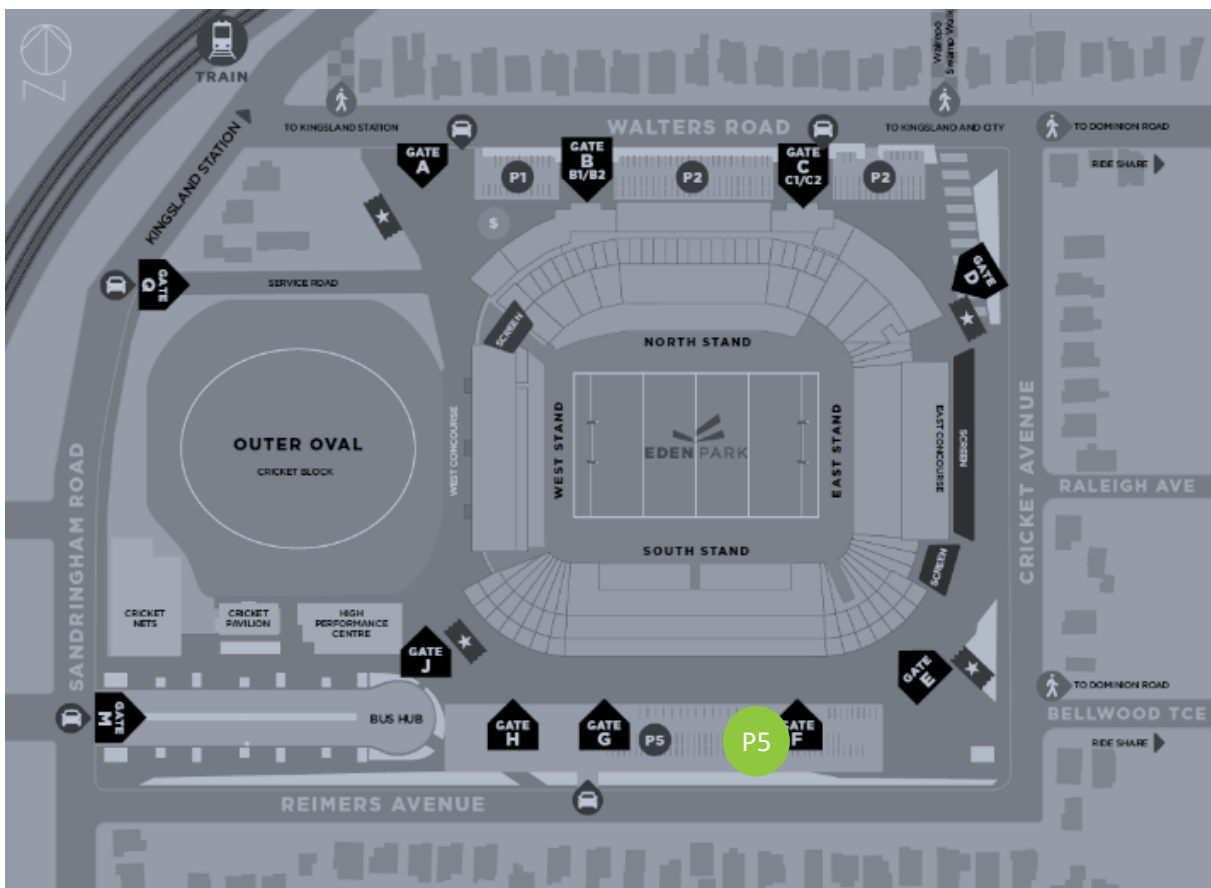 TRAIN
Wairepo
Swamp Walk
TO KINGSLAND STATION
WALTERS ROAD
TO KINGSLAND AND CITY
TO DOMINION ROAD
KINGSLAND STATION
GATE
A
P1
GATE
B
B1/B2
P2
GATE
C
C1/C2
P2
RIDE SHARE
$
GATE
D
GATE
Q
SERVICE ROAD
SCREEN
NORTH STAND
OUTER OVAL
CRICKET BLOCK
WEST CONCOURSE
WEST STAND
EDEN PARK
EAST STAND
EAST CONCOURSE
SCREEN
CRICKET AVENUE
RALEIGH AVE
SANDRINGHAM ROAD
SOUTH STAND
SCREEN
CRICKET
NETS
CRICKET
PAVILION
HIGH
PERFORMANCE
CENTRE
GATE
J
GATE
E
TO DOMINION ROAD
GATE
M
BUS HUB
GATE
H
GATE
G
P5
P5
GATE
F
BELLWOOD TCE
RIDE SHARE
REIMERS AVENUE
N